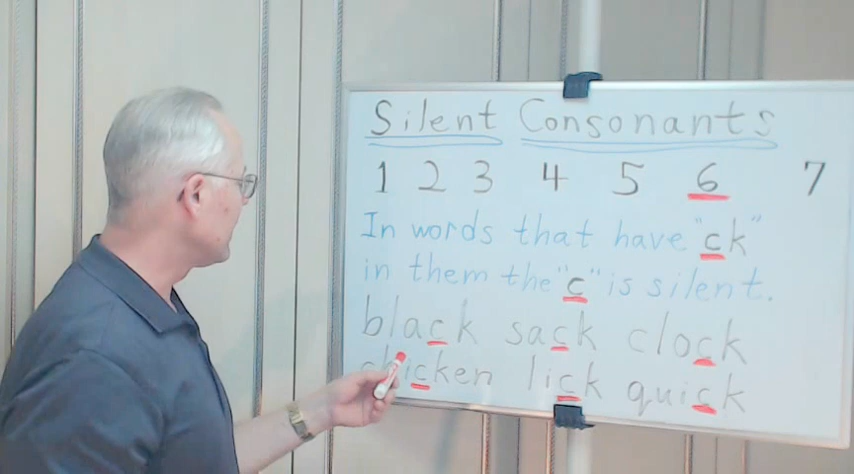 Silent Consonants
1 2 3 4 5 6 7
In words that have "ck"
in them the "c" is silent.
black sack clock
chicken lick quick